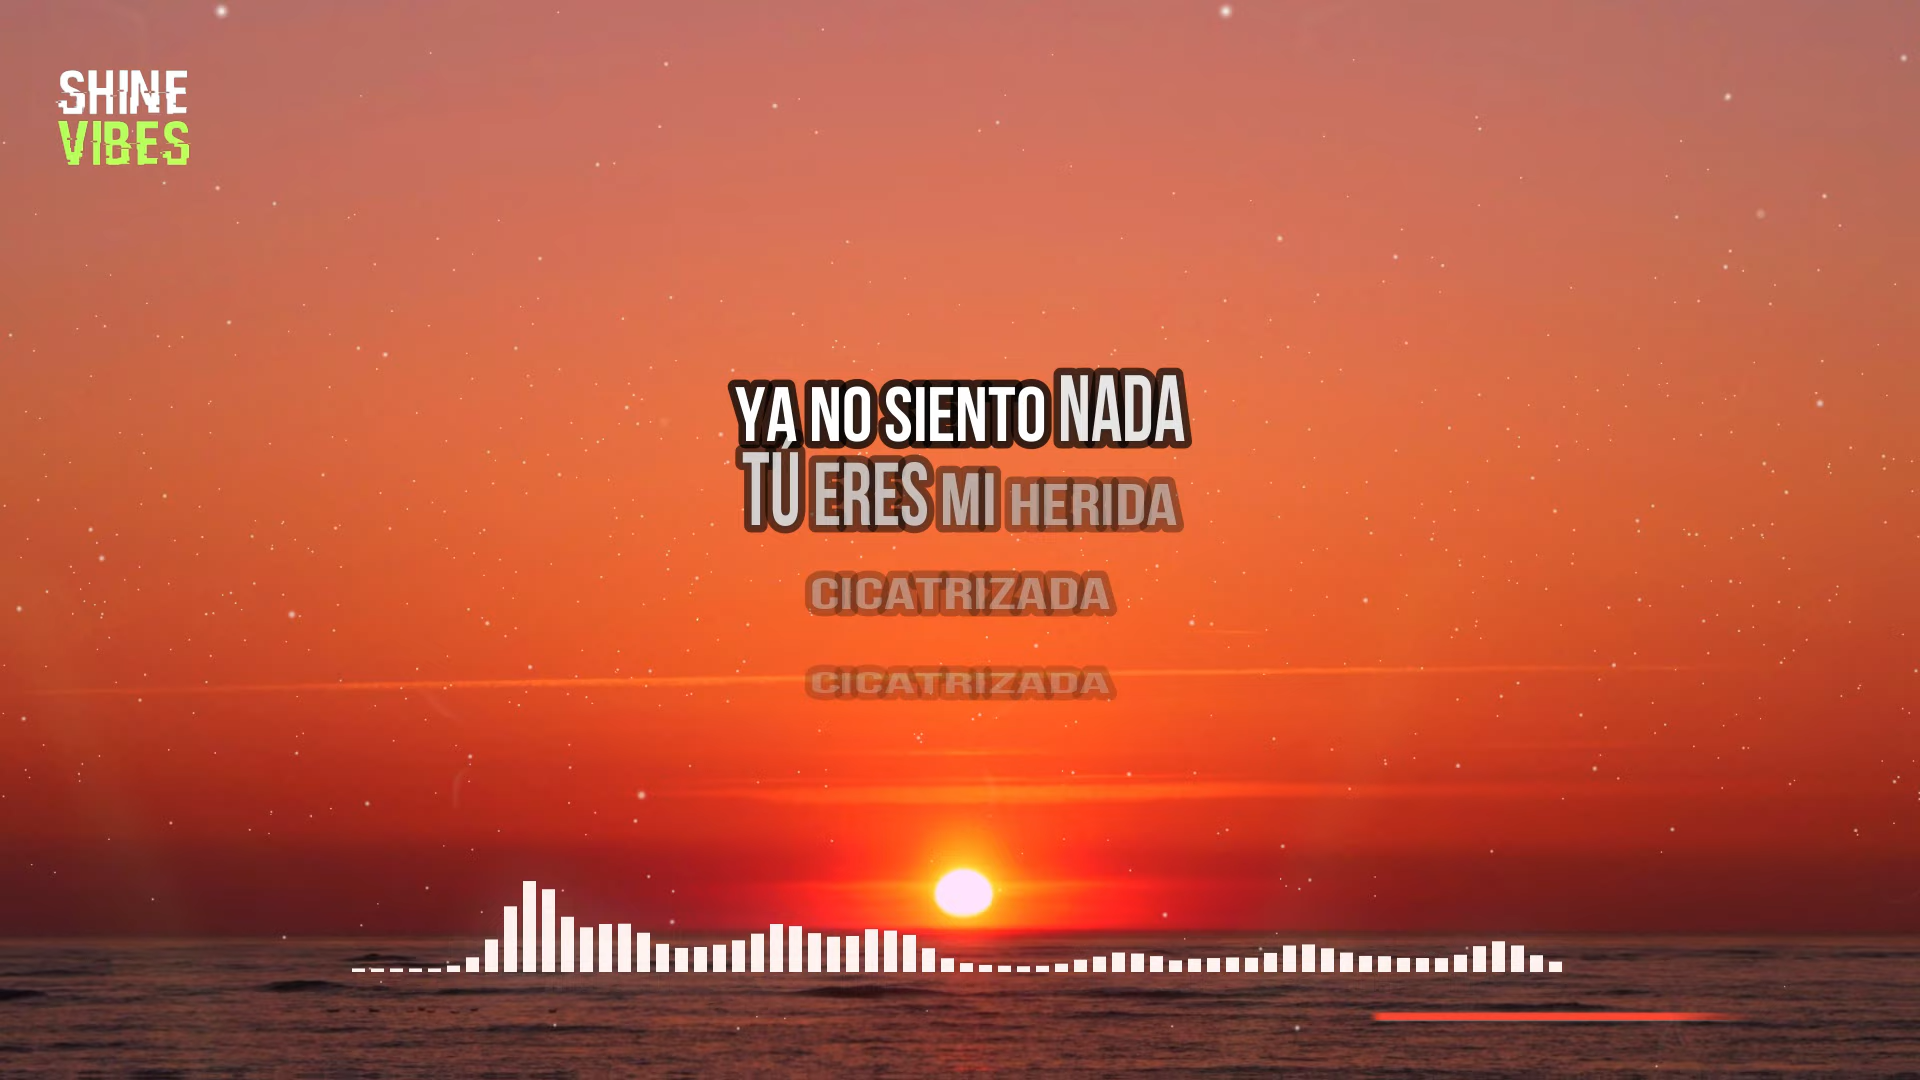 SHINE
VIBES
YA NO SIENTO NADA
TÚ ERES MI HERIDA
CICATRIZADA
CICATRIZADA